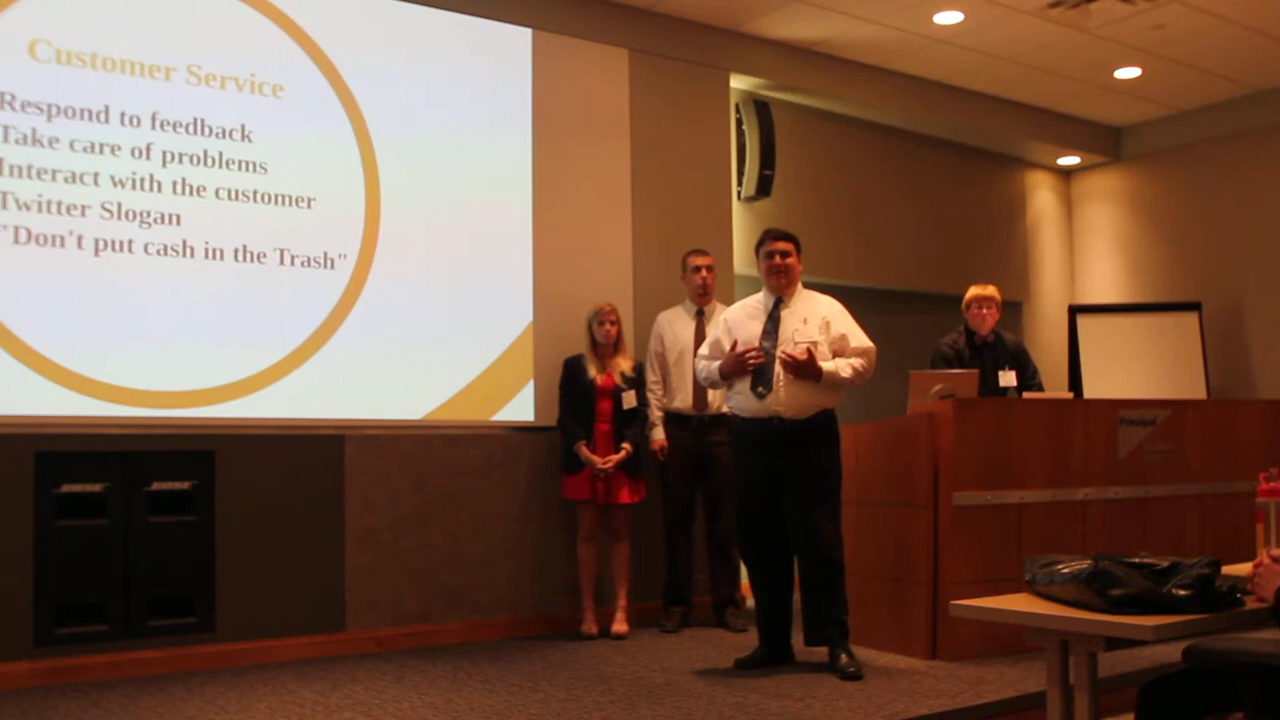 Customer Service
Respond to feedback
Take care of problems
Interact with the customer
Twitter Slogan
"Don't put cash in the Trash"
BOSE
BOSE
Principal